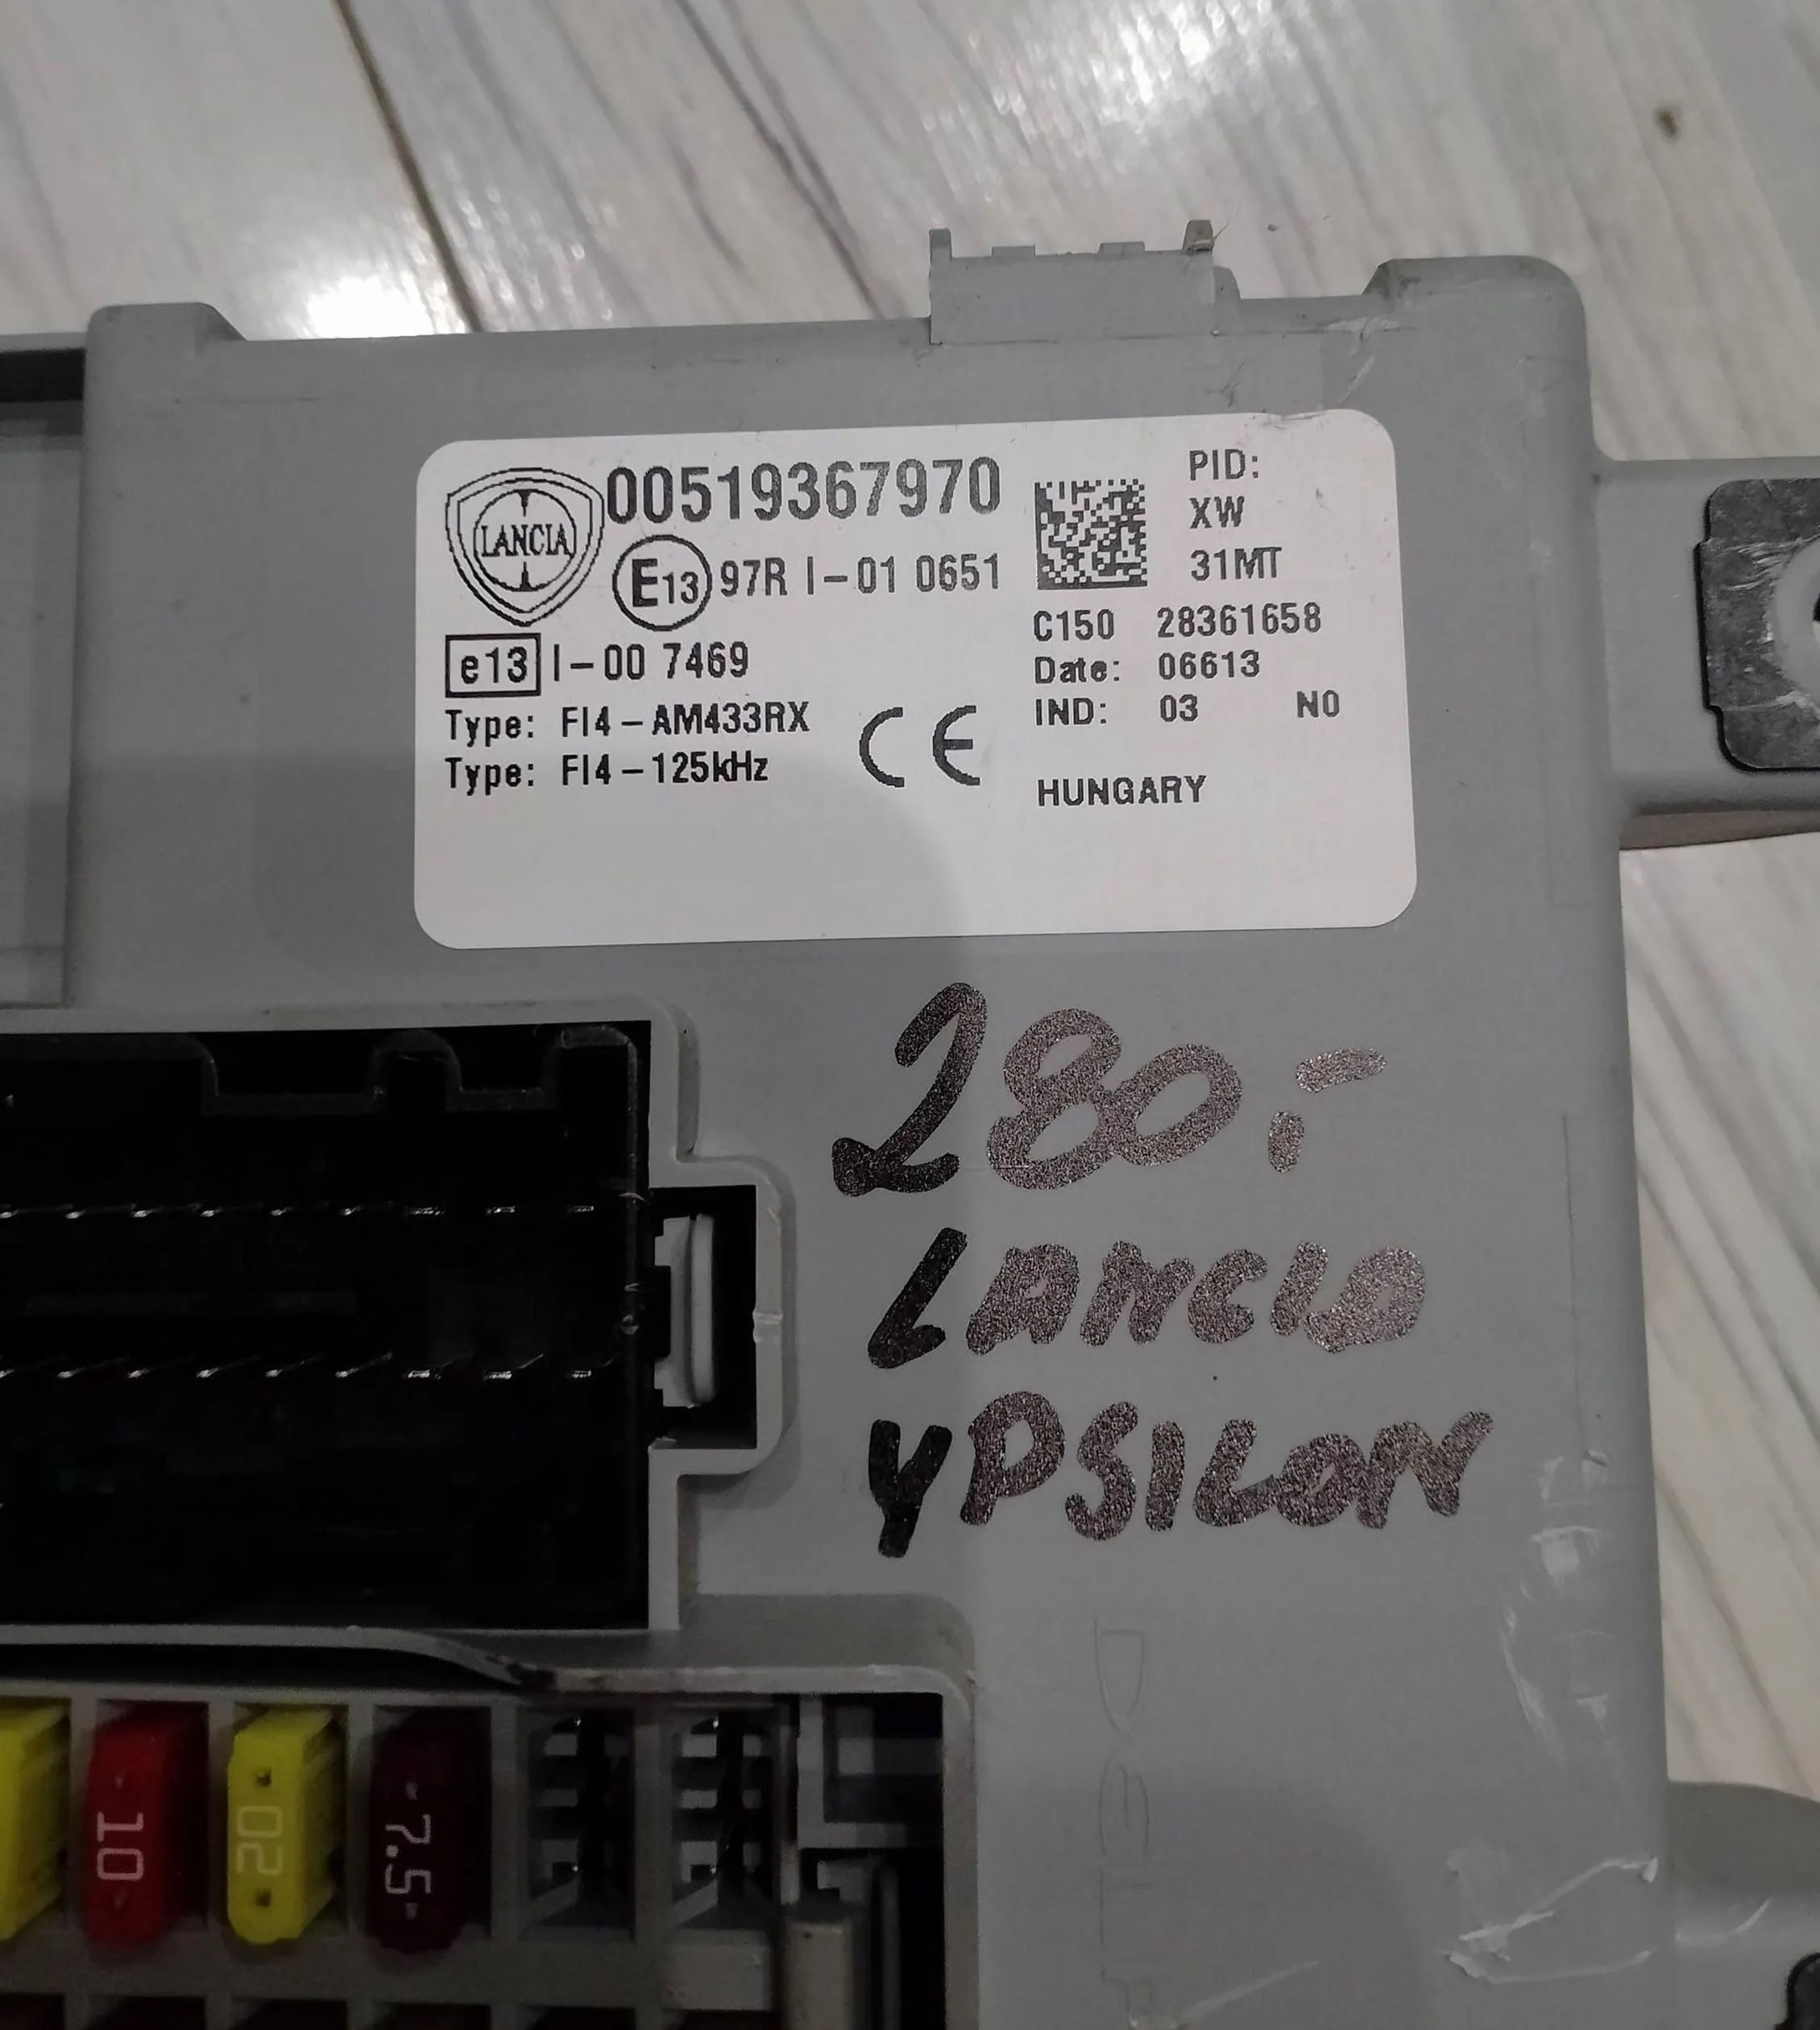 LANCIA
00519367970
E13 97R I-01 0651
e13 I-00 7469
Type: FI4-AM433RX
Type: FI4-125kHz
CE
PID:
XW
31MT
C150 28361658
Date: 06613
IND: 03 N0
HUNGARY
280.-
LANCIA
YPSILON
DELPHI
10
20
7.5